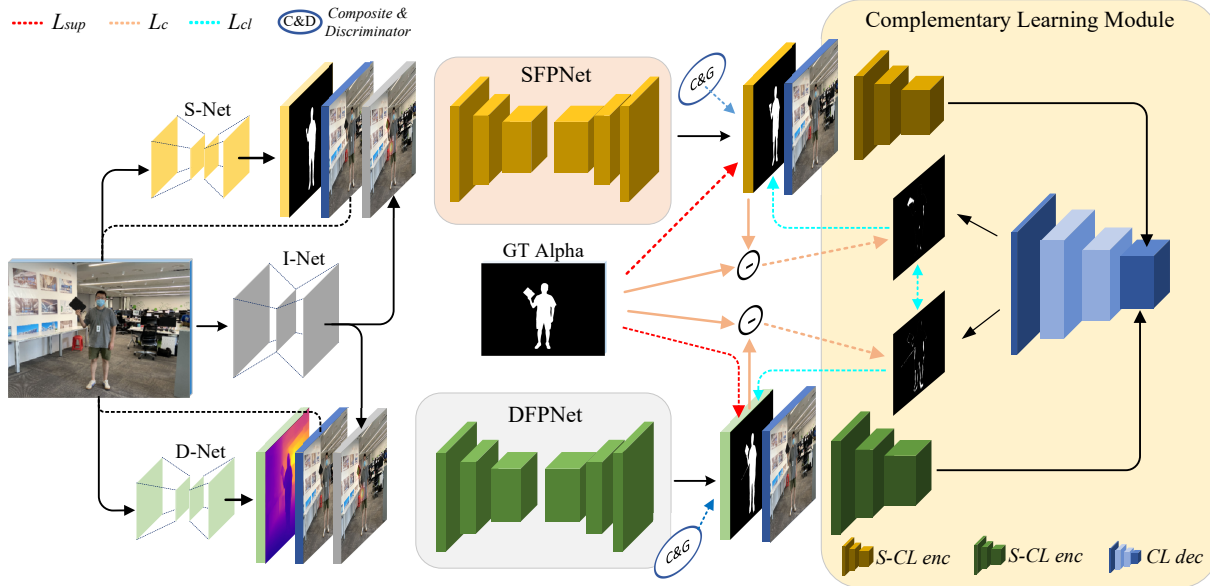 L_sup
L_c
L_cl
C&D
Composite &
Discriminator
Complementary Learning Module
S-Net
SFPNet
C&G
I-Net
GT Alpha
-
-
D-Net
DFPNet
C&G
S-CL enc
S-CL enc
CL dec